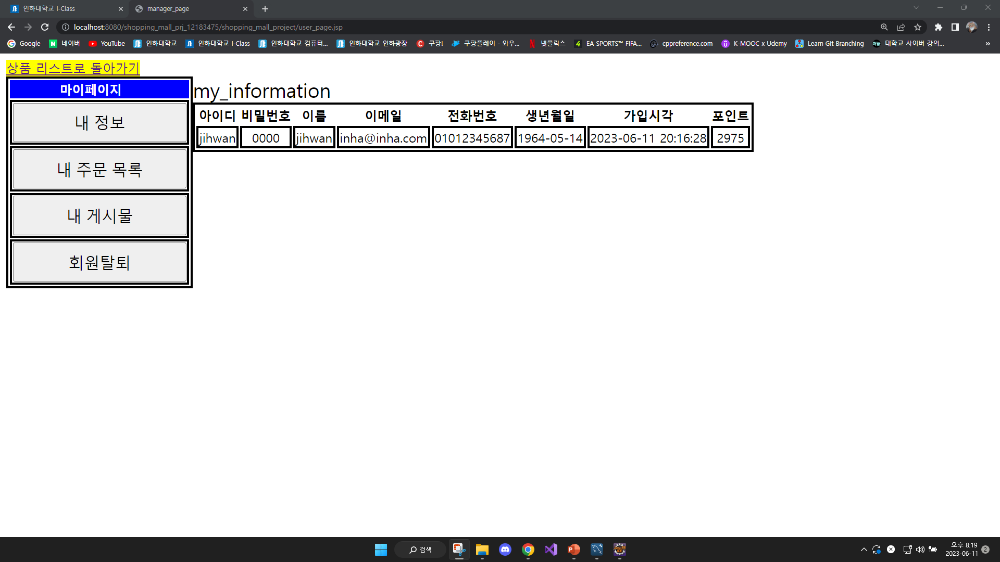 인하대학교 I-Class
manager_page
localhost:8080/shopping_mall_prj_12183475/shopping_mall_project/user_page.jsp
Google 네이버 YouTube 인하대학교 인하대학교 I-Class 인하대학교 컴퓨터... 인하대학교 인하광장 쿠팡! 쿠팡플레이 - 와우... 넷플릭스 EA SPORTS™ FIFA... cppreference.com K-MOOC x Udemy Learn Git Branching 대학교 사이버 강의... »
상품 리스트로 돌아가기
마이페이지
내 정보
내 주문 목록
내 게시물
회원탈퇴
my_information
아이디 비밀번호 이름 이메일 전화번호 생년월일 가입시각 포인트
jihwan 0000 jihwan inha@inha.com 01012345687 1964-05-14 2023-06-11 20:16:28 2975
검색
오후 8:19
2023-06-11
2